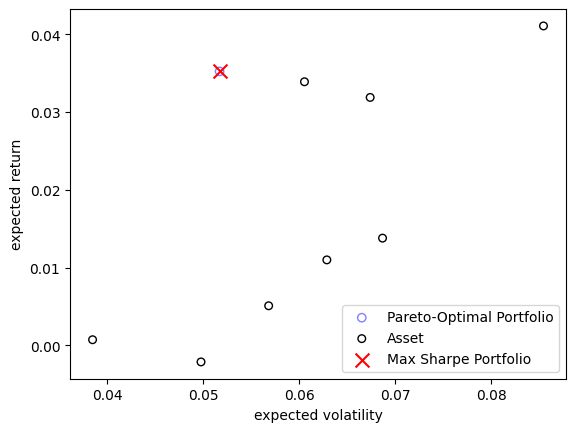 0.04
0.03
0.02
0.01
0.00
expected return
Pareto-Optimal Portfolio
Asset
Max Sharpe Portfolio
0.04 0.05 0.06 0.07 0.08
expected volatility